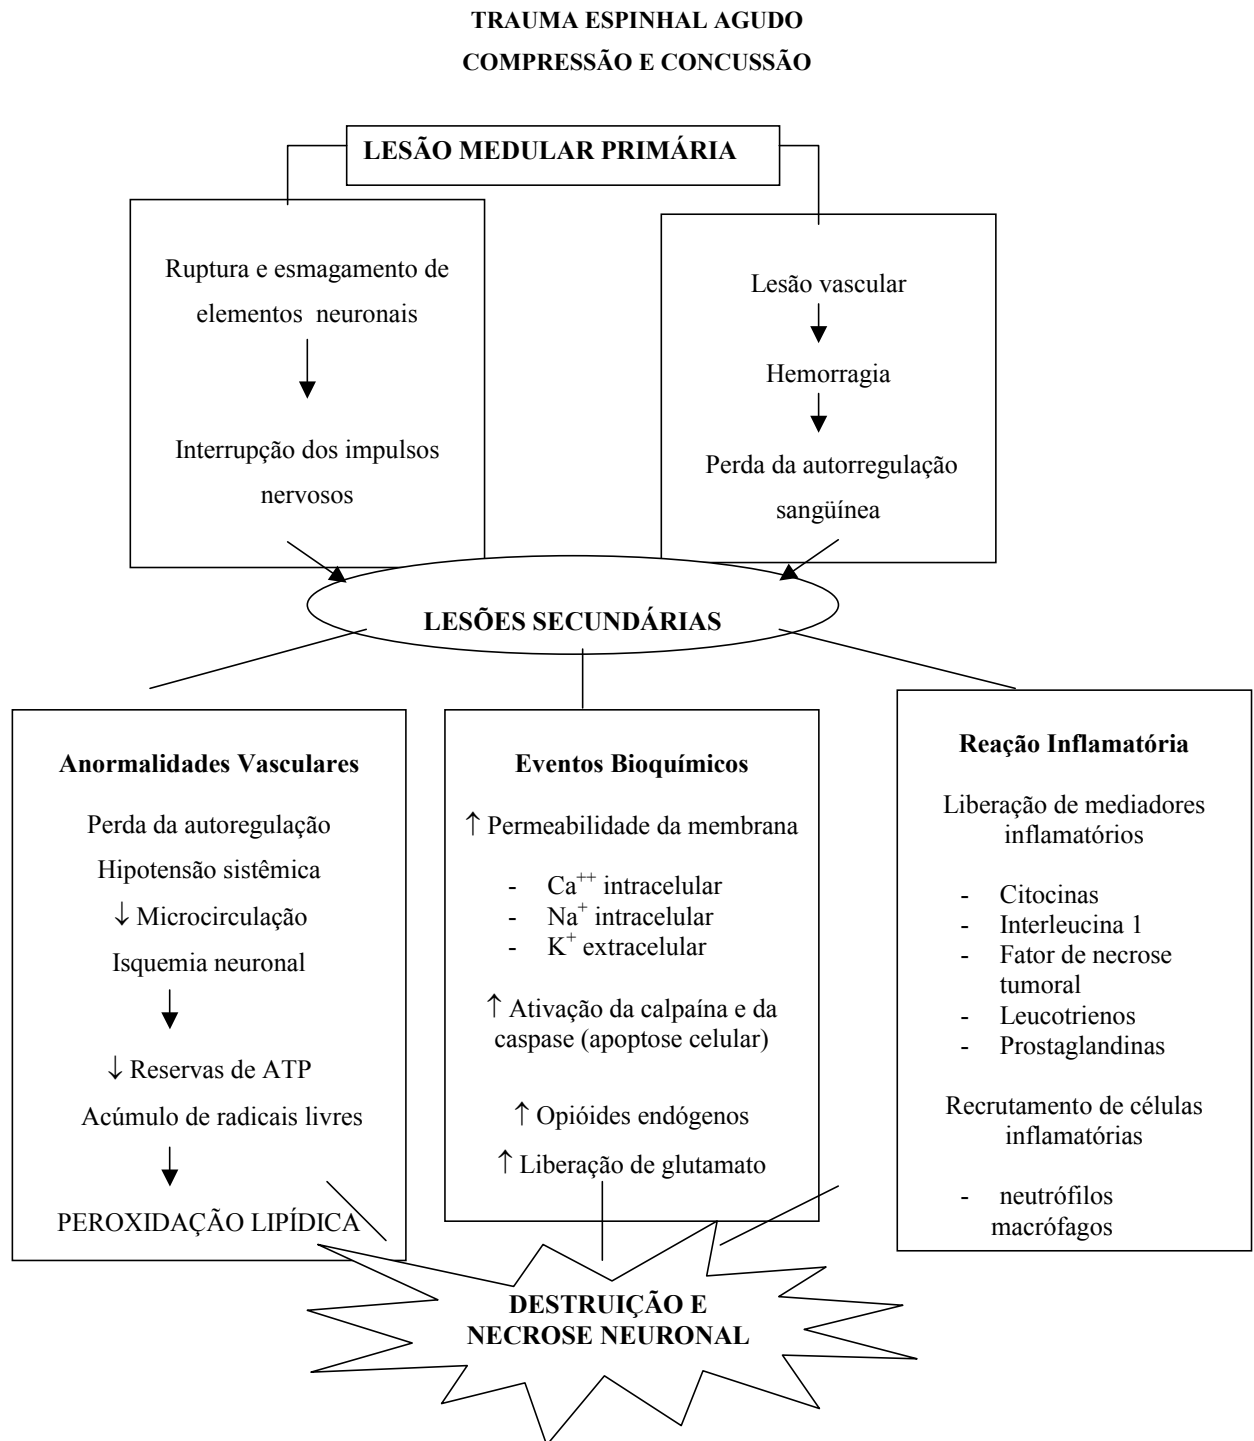 TRAUMA ESPINHAL AGUDO
COMPRESSÃO E CONCUSSÃO
LESÃO MEDULAR PRIMÁRIA
Ruptura e esmagamento de
elementos neuronais
Interrupção dos impulsos
nervosos
Lesão vascular
Hemorragia
Perda da autorregulação
sangüínea
LESÕES SECUNDÁRIAS
Anormalidades Vasculares
Perda da autoregulação
Hipotensão sistêmica
↓ Microcirculação
Isquemia neuronal
↓ Reservas de ATP
Acúmulo de radicais livres
PEROXIDAÇÃO LIPÍDICA
Eventos Bioquímicos
↑ Permeabilidade da membrana
- Ca⁺⁺ intracelular
- Na⁺ intracelular
- K⁺ extracelular
↑ Ativação da calpaína e da
caspase (apoptose celular)
↑ Opióides endógenos
↑ Liberação de glutamato
Reação Inflamatória
Liberação de mediadores
inflamatórios
- Citocinas
- Interleucina 1
- Fator de necrose
tumoral
- Leucotrienos
- Prostaglandinas
Recrutamento de células
inflamatórias
- neutrófilos
macrófagos
DESTRUIÇÃO E
NECROSE NEURONAL